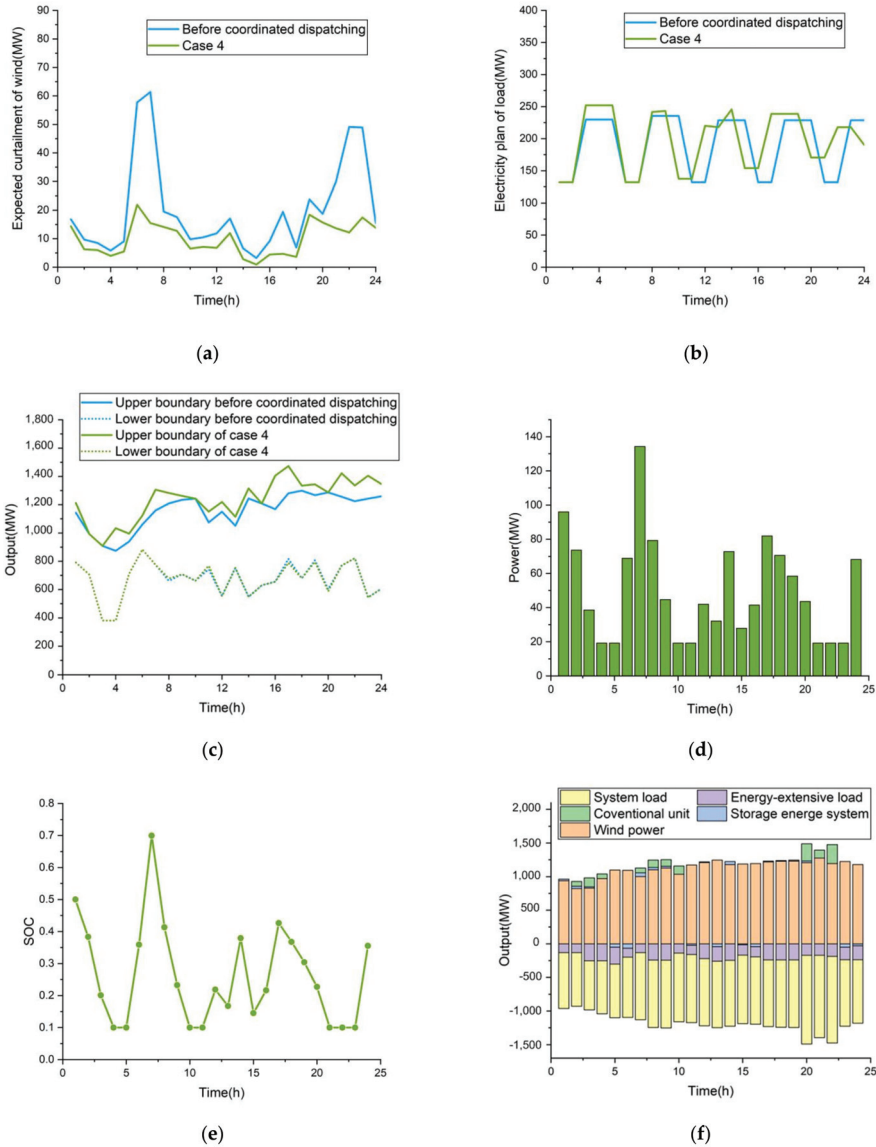 Before coordinated dispatching
Case 4
Expected curtailment of wind(MW)
90
80
70
60
50
40
30
20
10
0
0 4 8 12 16 20 24
Time(h)
(a)
Before coordinated dispatching
Case 4
Electricity plan of load(MW)
400
350
300
250
200
150
100
50
0
0 4 8 12 16 20 24
Time(h)
(b)
Upper boundary before coordinated dispatching
Lower boundary before coordinated dispatching
Upper boundary of case 4
Lower boundary of case 4
Output(MW)
1,800
1,600
1,400
1,200
1,000
800
600
400
200
0
0 4 8 12 16 20 24
Time(h)
(c)
Power(MW)
140
120
100
80
60
40
20
0
0 5 10 15 20 25
Time(h)
(d)
SOC
0.8
0.7
0.6
0.5
0.4
0.3
0.2
0.1
0.0
0 5 10 15 20 25
Time(h)
(e)
System load Energy-extensive load
Coventional unit Storage energe system
Wind power
Output(MW)
2,000
1,500
1,000
500
0
-500
-1,000
-1,500
0 5 10 15 20 25
Time(h)
(f)